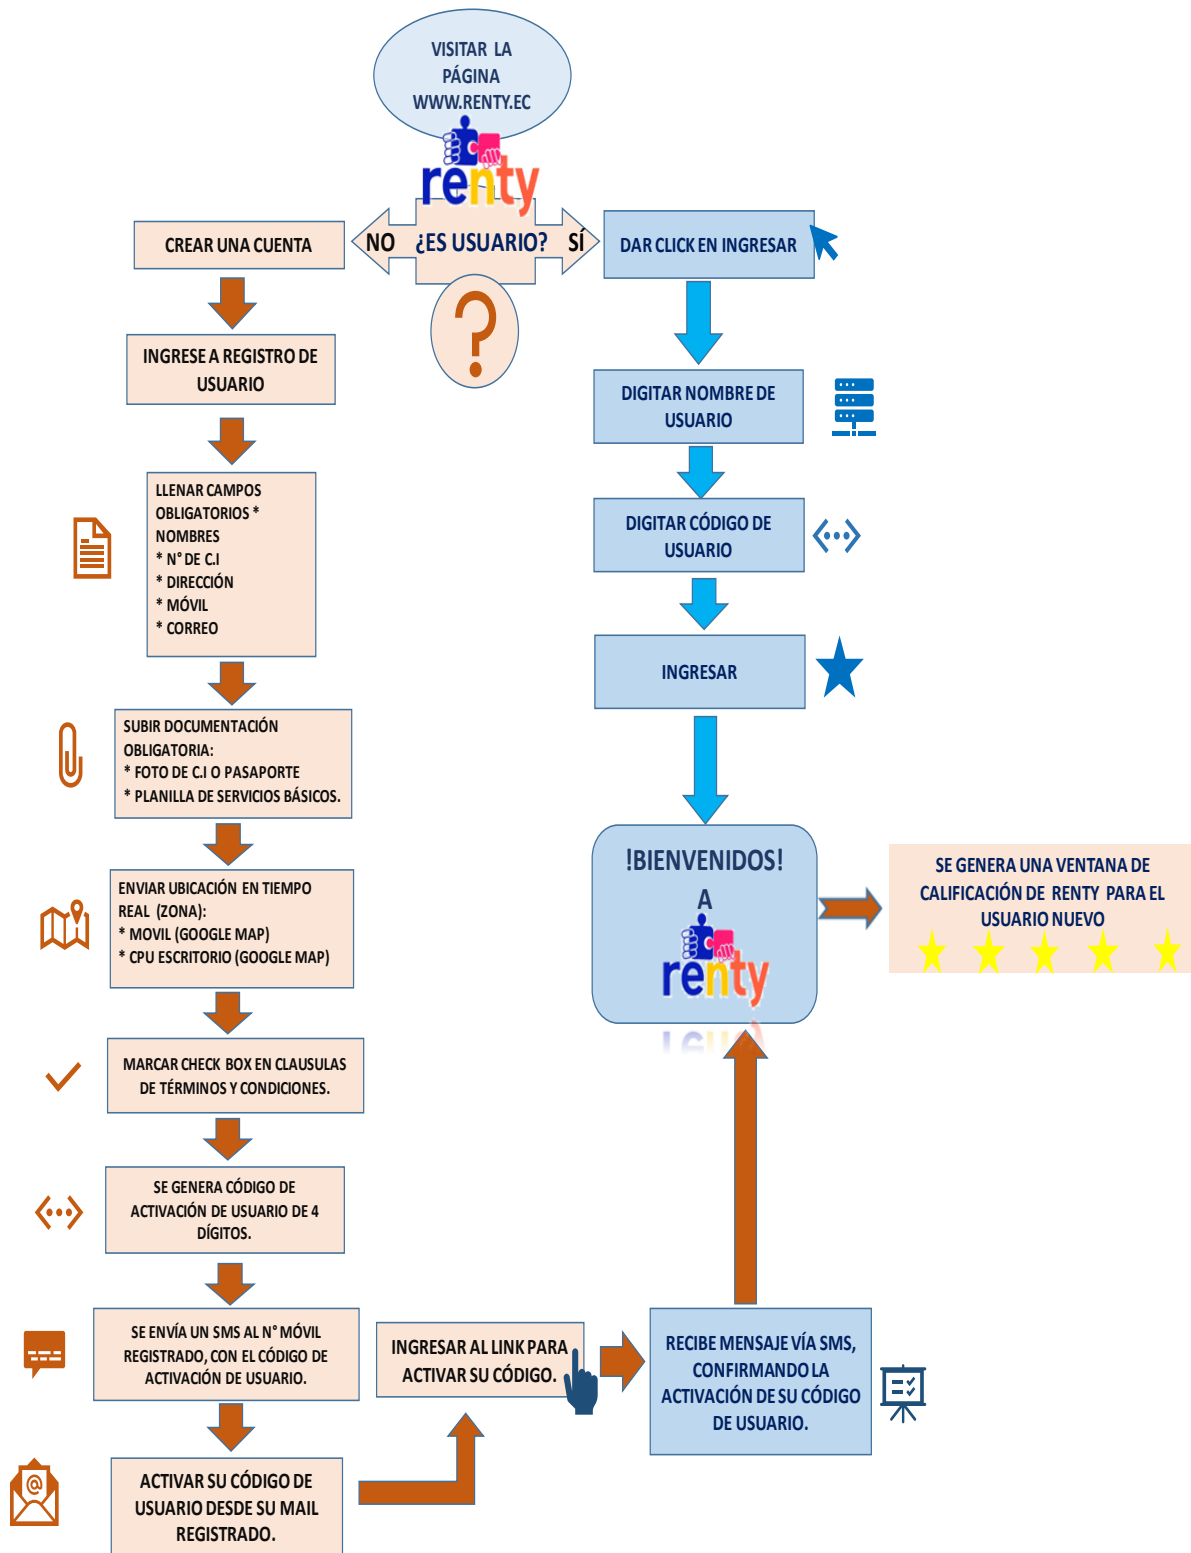 VISITAR LA
PÁGINA
WWW.RENTY.EC
renty
NO ¿ES USUARIO? SÍ
CREAR UNA CUENTA
INGRESE A REGISTRO DE
USUARIO
LLENAR CAMPOS
OBLIGATORIOS *
NOMBRES
* N° DE C.I
* DIRECCIÓN
* MÓVIL
* CORREO
SUBIR DOCUMENTACIÓN
OBLIGATORIA:
* FOTO DE C.I O PASAPORTE
* PLANILLA DE SERVICIOS BÁSICOS.
ENVIAR UBICACIÓN EN TIEMPO
REAL (ZONA):
* MOVIL (GOOGLE MAP)
* CPU ESCRITORIO (GOOGLE MAP)
MARCAR CHECK BOX EN CLAUSULAS
DE TÉRMINOS Y CONDICIONES.
SE GENERA CÓDIGO DE
ACTIVACIÓN DE USUARIO DE 4
DÍGITOS.
SE ENVÍA UN SMS AL N° MÓVIL
REGISTRADO, CON EL CÓDIGO DE
ACTIVACIÓN DE USUARIO.
@
ACTIVAR SU CÓDIGO DE
USUARIO DESDE SU MAIL
REGISTRADO.
INGRESAR AL LINK PARA
ACTIVAR SU CÓDIGO.
RECIBE MENSAJE VÍA SMS,
CONFIRMANDO LA
ACTIVACIÓN DE SU CÓDIGO
DE USUARIO.
DAR CLICK EN INGRESAR
DIGITAR NOMBRE DE
USUARIO
DIGITAR CÓDIGO DE
USUARIO
INGRESAR
!BIENVENIDOS!
A
renty
SE GENERA UNA VENTANA DE
CALIFICACIÓN DE RENTY PARA EL
USUARIO NUEVO